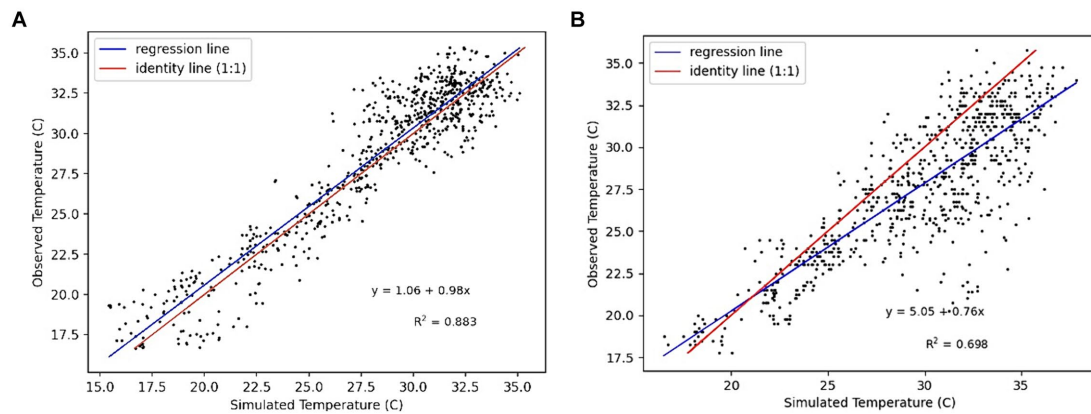 A
regression line
identity line (1:1)
35.0
32.5
30.0
27.5
25.0
22.5
20.0
17.5
Observed Temperature (C)
y = 1.06 + 0.98x
R² = 0.883
15.0 17.5 20.0 22.5 25.0 27.5 30.0 32.5 35.0
Simulated Temperature (C)
B
regression line
identity line (1:1)
35.0
32.5
30.0
27.5
25.0
22.5
20.0
17.5
Observed Temperature (C)
y = 5.05 + 0.76x
R² = 0.698
20 25 30 35
Simulated Temperature (C)